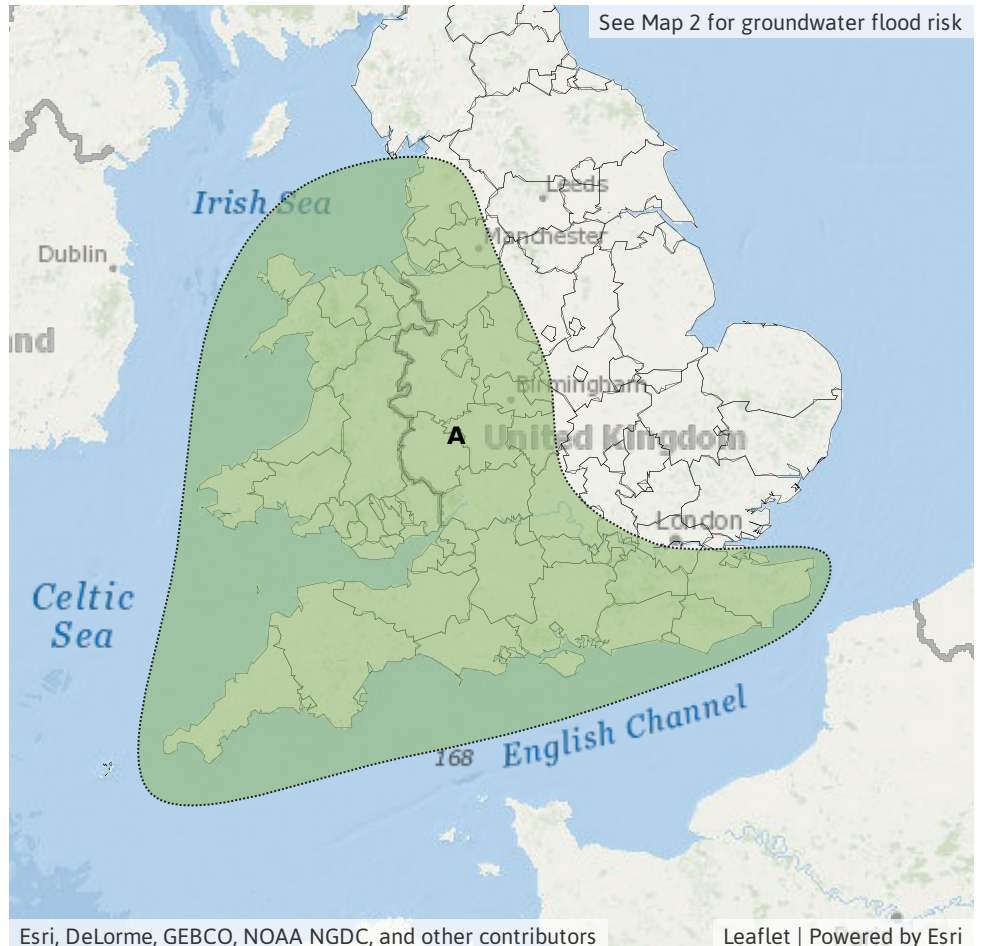 See Map 2 for groundwater flood risk
Irish Sea
Leeds
Manchester
Dublin
nd
Birmingham
A
United Kingdom
London
Celtic
Sea
English Channel
168
Esri, DeLorme, GEBCO, NOAA NGDC, and other contributors
Leaflet | Powered by Esri